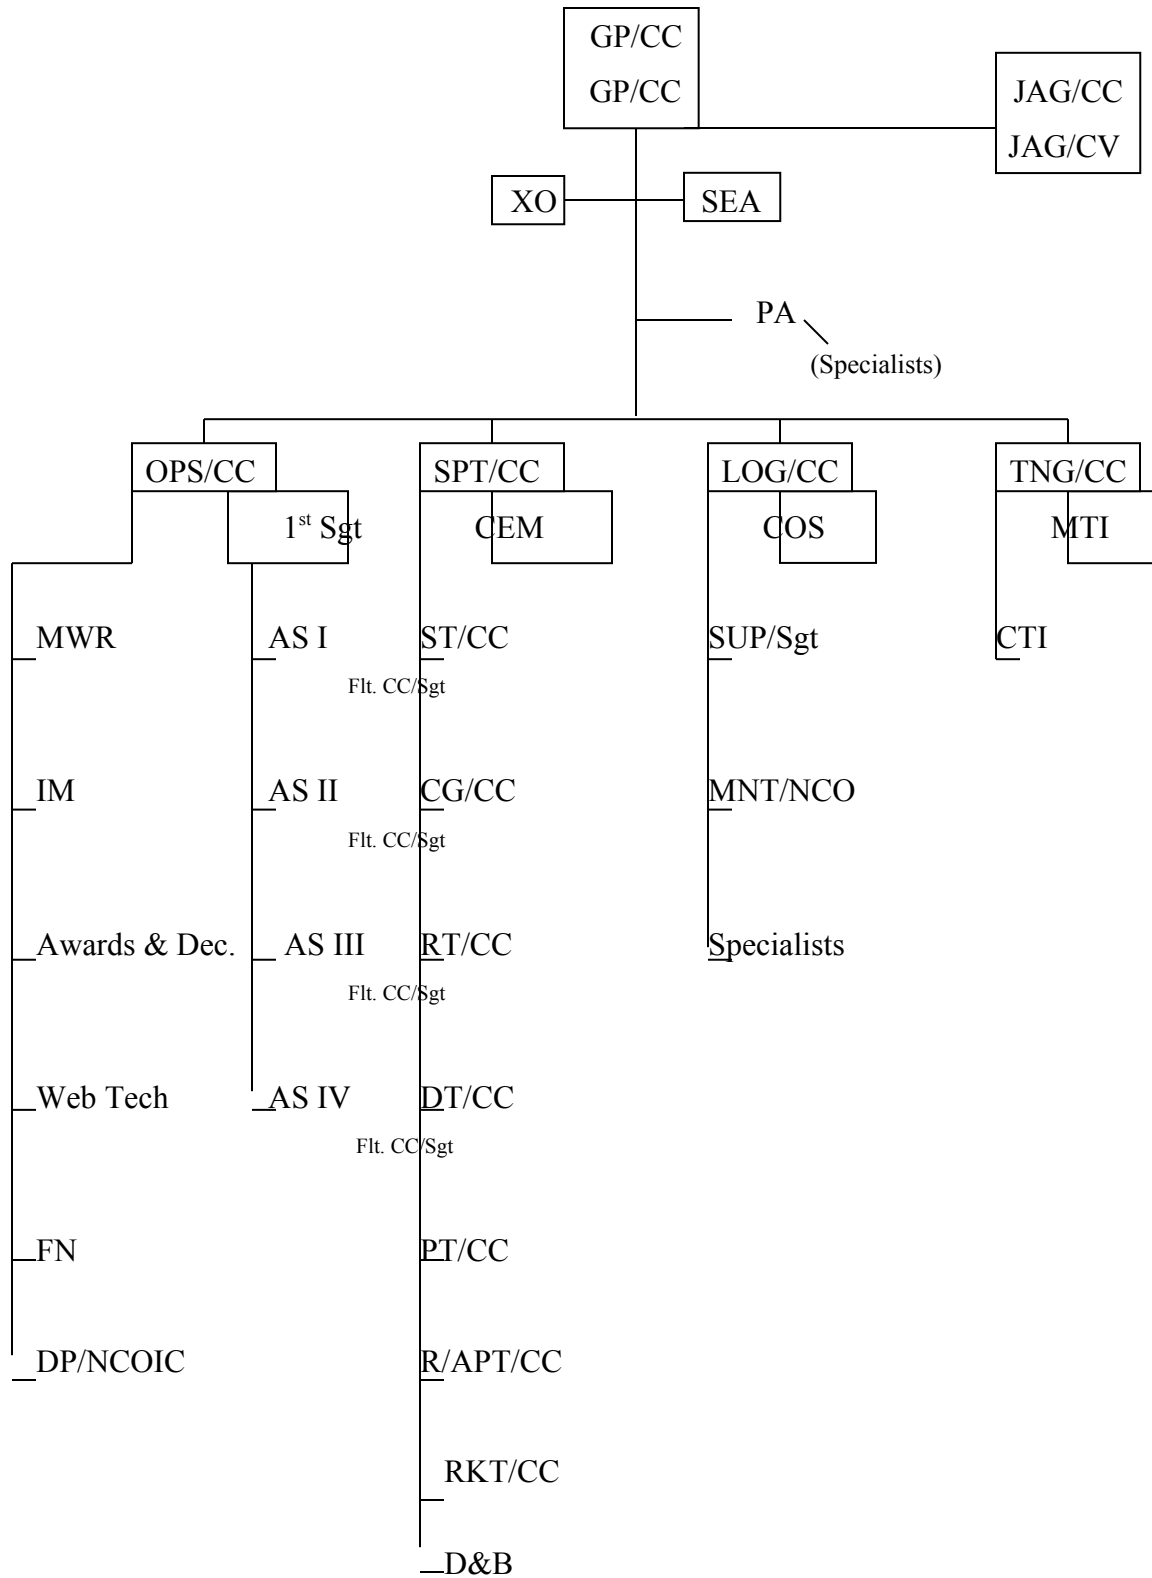 GP/CC
GP/CC
JAG/CC
JAG/CV
XO
SEA
PA
(Specialists)
OPS/CC
SPT/CC
LOG/CC
TNG/CC
1st Sgt
CEM
COS
MTI
MWR
AS I
ST/CC
SUP/Sgt
CTI
Flt. CC/Sgt
IM
AS II
CG/CC
MNT/NCO
Flt. CC/Sgt
Awards & Dec.
AS III
RT/CC
Specialists
Flt. CC/Sgt
Web Tech
AS IV
DT/CC
Flt. CC/Sgt
FN
PT/CC
DP/NCOIC
R/APT/CC
RKT/CC
D&B